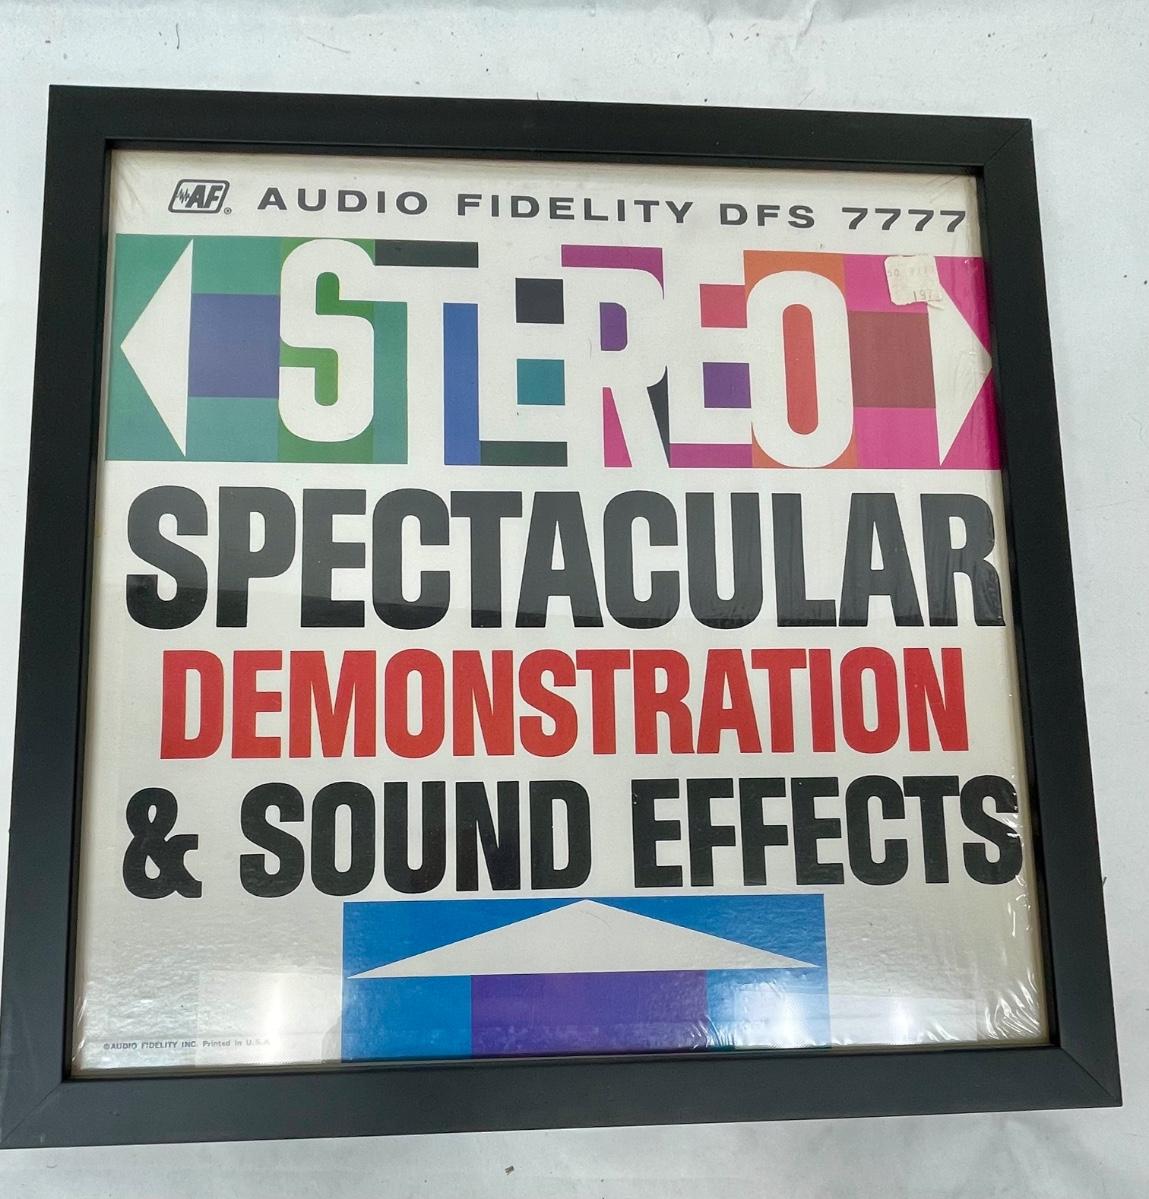 AF® AUDIO FIDELITY DFS 7777
STEREO
SPECTACULAR
DEMONSTRATION
& SOUND EFFECTS
©AUDIO FIDELITY INC. Printed in U.S.A.